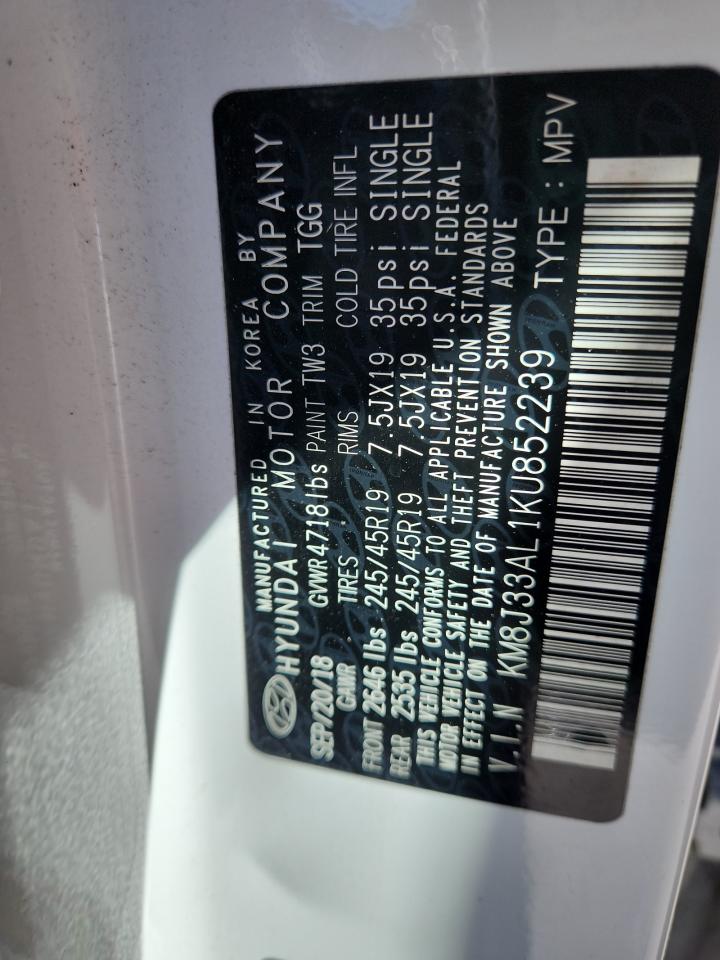 MANUFACTURED IN KOREA BY
HYUNDAI MOTOR COMPANY
SEP/20/18 GVWR 4718 lbs PAINT TW3 TRIM TGG
GAWR TIRES RIMS COLD TIRE INFL
FRONT 2646 lbs 245/45R19 7.5JX19 35psi SINGLE
REAR 2535 lbs 245/45R19 7.5JX19 35psi SINGLE
THIS VEHICLE CONFORMS TO ALL APPLICABLE U.S.A. FEDERAL
MOTOR VEHICLE SAFETY AND THEFT PREVENTION STANDARDS
IN EFFECT ON THE DATE OF MANUFACTURE SHOWN ABOVE
V.I.N KM8J33AL1KU852239 TYPE : MPV